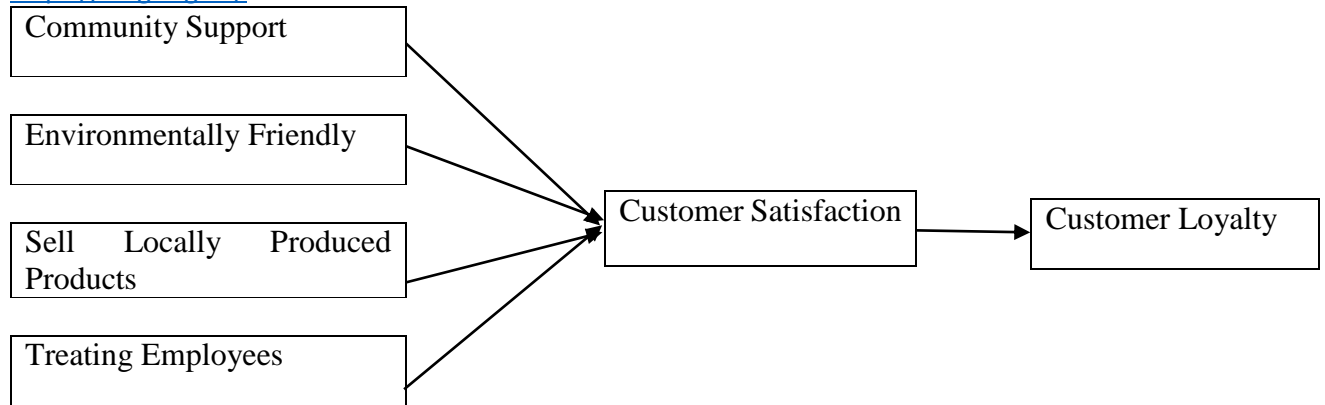 Community Support
Environmentally Friendly
Sell Locally Produced
Products
Treating Employees
Customer Satisfaction
Customer Loyalty